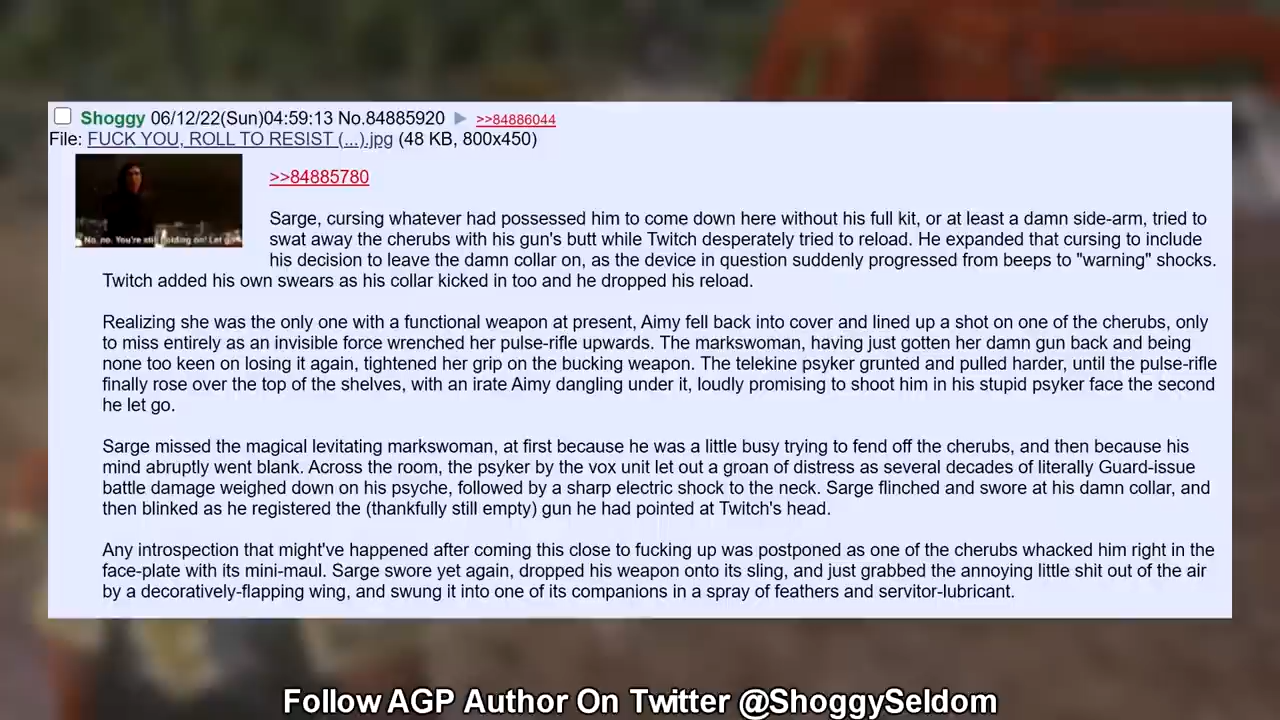 Shoggy 06/12/22(Sun)04:59:13 No.84885920 ▶ >>84886044
File: FUCK YOU, ROLL TO RESIST (...).jpg (48 KB, 800x450)
No, no. You're still holding on! Let go!
>>84885780
Sarge, cursing whatever had possessed him to come down here without his full kit, or at least a damn side-arm, tried to
swat away the cherubs with his gun's butt while Twitch desperately tried to reload. He expanded that cursing to include
his decision to leave the damn collar on, as the device in question suddenly progressed from beeps to "warning" shocks.
Twitch added his own swears as his collar kicked in too and he dropped his reload.
Realizing she was the only one with a functional weapon at present, Aimy fell back into cover and lined up a shot on one of the cherubs, only
to miss entirely as an invisible force wrenched her pulse-rifle upwards. The markswoman, having just gotten her damn gun back and being
none too keen on losing it again, tightened her grip on the bucking weapon. The telekine psyker grunted and pulled harder, until the pulse-rifle
finally rose over the top of the shelves, with an irate Aimy dangling under it, loudly promising to shoot him in his stupid psyker face the second
he let go.
Sarge missed the magical levitating markswoman, at first because he was a little busy trying to fend off the cherubs, and then because his
mind abruptly went blank. Across the room, the psyker by the vox unit let out a groan of distress as several decades of literally Guard-issue
battle damage weighed down on his psyche, followed by a sharp electric shock to the neck. Sarge flinched and swore at his damn collar, and
then blinked as he registered the (thankfully still empty) gun he had pointed at Twitch's head.
Any introspection that might've happened after coming this close to fucking up was postponed as one of the cherubs whacked him right in the
face-plate with its mini-maul. Sarge swore yet again, dropped his weapon onto its sling, and just grabbed the annoying little shit out of the air
by a decoratively-flapping wing, and swung it into one of its companions in a spray of feathers and servitor-lubricant.
Follow AGP Author On Twitter @ShoggySeldom